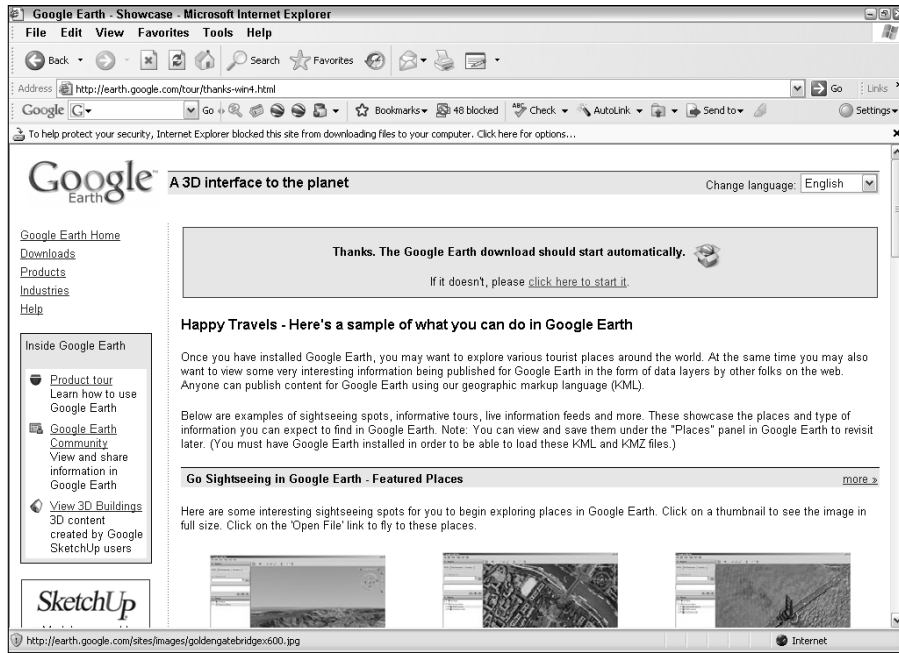 Google Earth - Showcase - Microsoft Internet Explorer
File Edit View Favorites Tools Help
Back Search Favorites
Address http://earth.google.com/tour/thanks-win4.html Go Links
Google G Go Bookmarks 48 blocked ABC Check AutoLink Send to Settings
To help protect your security, Internet Explorer blocked this site from downloading files to your computer. Click here for options...
Google Earth™
A 3D interface to the planet
Change language: English
Google Earth Home
Downloads
Products
Industries
Help
Inside Google Earth
Product tour
Learn how to use
Google Earth
Google Earth
Community
View and share
information in
Google Earth
View 3D Buildings
3D content
created by Google
SketchUp users
SketchUp
Thanks. The Google Earth download should start automatically.
If it doesn't, please click here to start it.
Happy Travels - Here's a sample of what you can do in Google Earth
Once you have installed Google Earth, you may want to explore various tourist places around the world. At the same time you may also
want to view some very interesting information being published for Google Earth in the form of data layers by other folks on the web.
Anyone can publish content for Google Earth using our geographic markup language (KML).
Below are examples of sightseeing spots, informative tours, live information feeds and more. These showcase the places and type of
information you can expect to find in Google Earth. Note: You can view and save them under the "Places" panel in Google Earth to revisit
later. (You must have Google Earth installed in order to be able to load these KML and KMZ files.)
Go Sightseeing in Google Earth - Featured Places more »
Here are some interesting sightseeing spots for you to begin exploring places in Google Earth. Click on a thumbnail to see the image in
full size. Click on the 'Open File' link to fly to these places.
http://earth.google.com/sites/images/goldengatebridgex600.jpg Internet